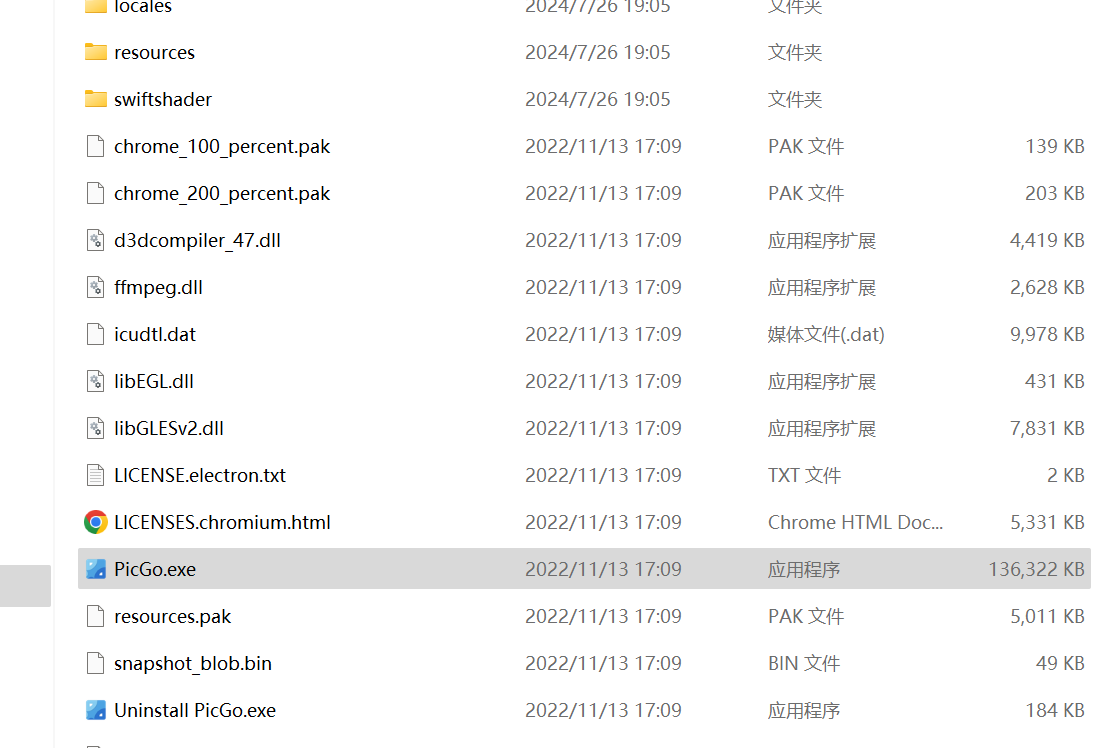 locales 2024/7/26 19:05 文件夹
resources 2024/7/26 19:05 文件夹
swiftshader 2024/7/26 19:05 文件夹
chrome_100_percent.pak 2022/11/13 17:09 PAK 文件 139 KB
chrome_200_percent.pak 2022/11/13 17:09 PAK 文件 203 KB
d3dcompiler_47.dll 2022/11/13 17:09 应用程序扩展 4,419 KB
ffmpeg.dll 2022/11/13 17:09 应用程序扩展 2,628 KB
icudtl.dat 2022/11/13 17:09 媒体文件(.dat) 9,978 KB
libEGL.dll 2022/11/13 17:09 应用程序扩展 431 KB
libGLESv2.dll 2022/11/13 17:09 应用程序扩展 7,831 KB
LICENSE.electron.txt 2022/11/13 17:09 TXT 文件 2 KB
LICENSES.chromium.html 2022/11/13 17:09 Chrome HTML Doc... 5,331 KB
PicGo.exe 2022/11/13 17:09 应用程序 136,322 KB
resources.pak 2022/11/13 17:09 PAK 文件 5,011 KB
snapshot_blob.bin 2022/11/13 17:09 BIN 文件 49 KB
Uninstall PicGo.exe 2022/11/13 17:09 应用程序 184 KB